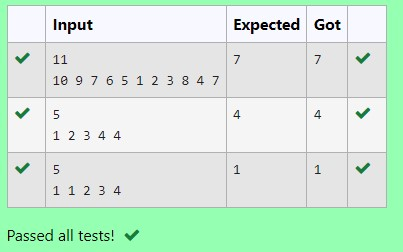 Input Expected Got
11 7 7
10 9 7 6 5 1 2 3 8 4 7
5 4 4
1 2 3 4 4
5 1 1
1 1 2 3 4
Passed all tests!